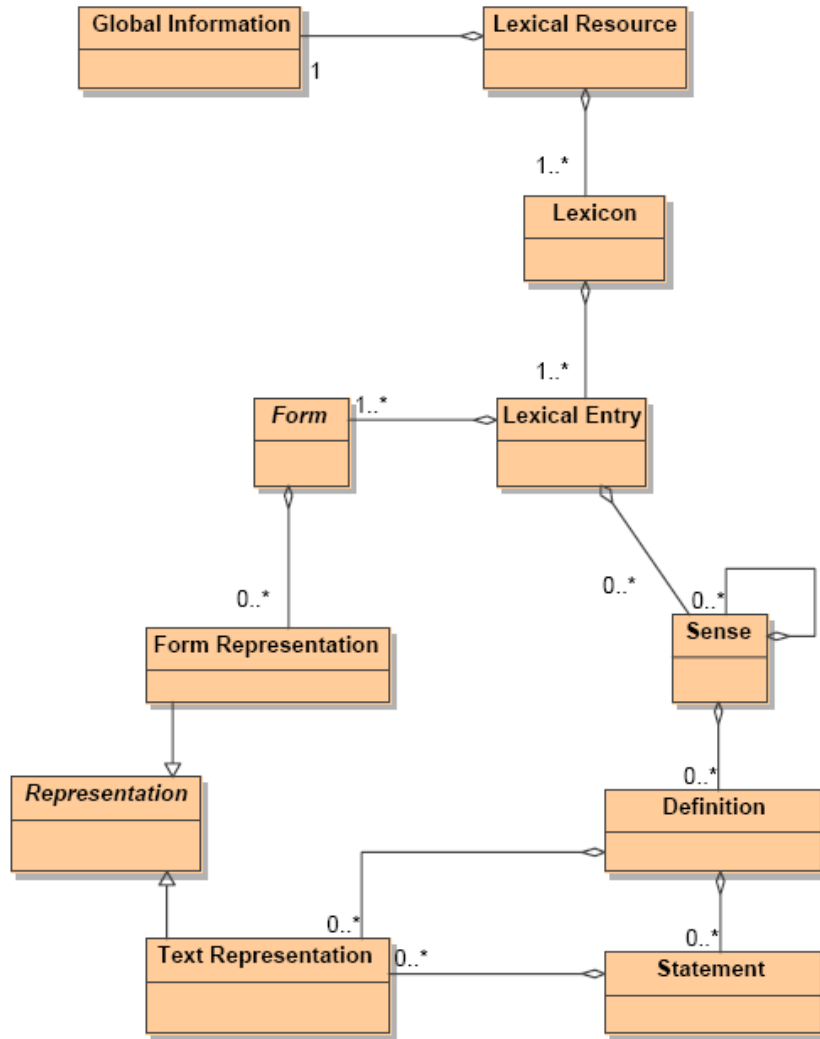 Global Information
Lexical Resource
1
1..*
Lexicon
1..*
Form
1..*
Lexical Entry
0..*
0..*
0..*
Form Representation
Sense
0..*
Representation
Definition
0..*
0..*
Text Representation
0..*
Statement